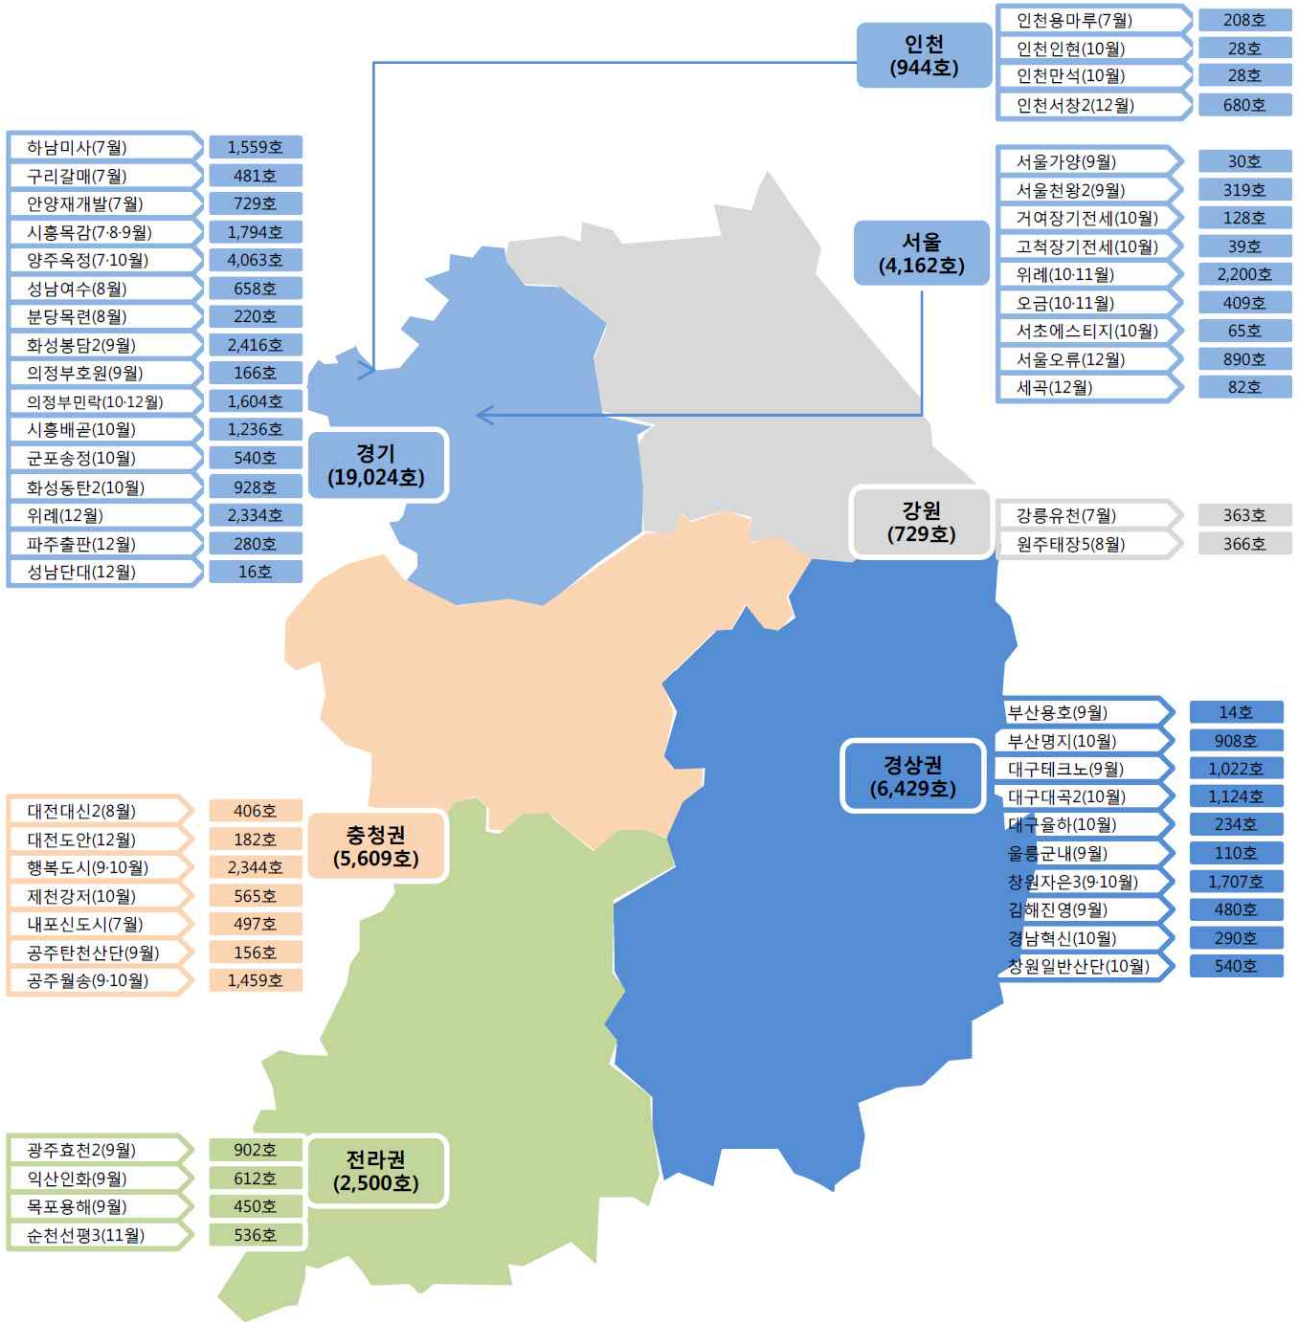 인천
(944호)
인천용마루(7월) 208호
인천인현(10월) 28호
인천만석(10월) 28호
인천서창2(12월) 680호
서울
(4,162호)
서울가양(9월) 30호
서울천왕2(9월) 319호
거여장기전세(10월) 128호
고척장기전세(10월) 39호
위례(10·11월) 2,200호
오금(10·11월) 409호
서초에스티지(10월) 65호
서울오류(12월) 890호
세곡(12월) 82호
하남미사(7월) 1,559호
구리갈매(7월) 481호
안양재개발(7월) 729호
시흥목감(7·8·9월) 1,794호
양주옥정(7·10월) 4,063호
성남여수(8월) 658호
분당목련(8월) 220호
화성봉담2(9월) 2,416호
의정부호원(9월) 166호
의정부민락(10·12월) 1,604호
시흥배곧(10월) 1,236호
군포송정(10월) 540호
화성동탄2(10월) 928호
위례(12월) 2,334호
파주출판(12월) 280호
성남단대(12월) 16호
경기
(19,024호)
강원
(729호)
강릉유천(7월) 363호
원주태장5(8월) 366호
경상권
(6,429호)
부산용호(9월) 14호
부산명지(10월) 908호
대구테크노(9월) 1,022호
대구대곡2(10월) 1,124호
대구율하(10월) 234호
울릉군내(9월) 110호
창원자은3(9·10월) 1,707호
김해진영(9월) 480호
경남혁신(10월) 290호
창원일반산단(10월) 540호
대전대신2(8월) 406호
대전도안(12월) 182호
행복도시(9·10월) 2,344호
제천강저(10월) 565호
내포신도시(7월) 497호
공주탄천산단(9월) 156호
공주월송(9·10월) 1,459호
충청권
(5,609호)
광주효천2(9월) 902호
익산인화(9월) 612호
목포용해(9월) 450호
순천선평3(11월) 536호
전라권
(2,500호)